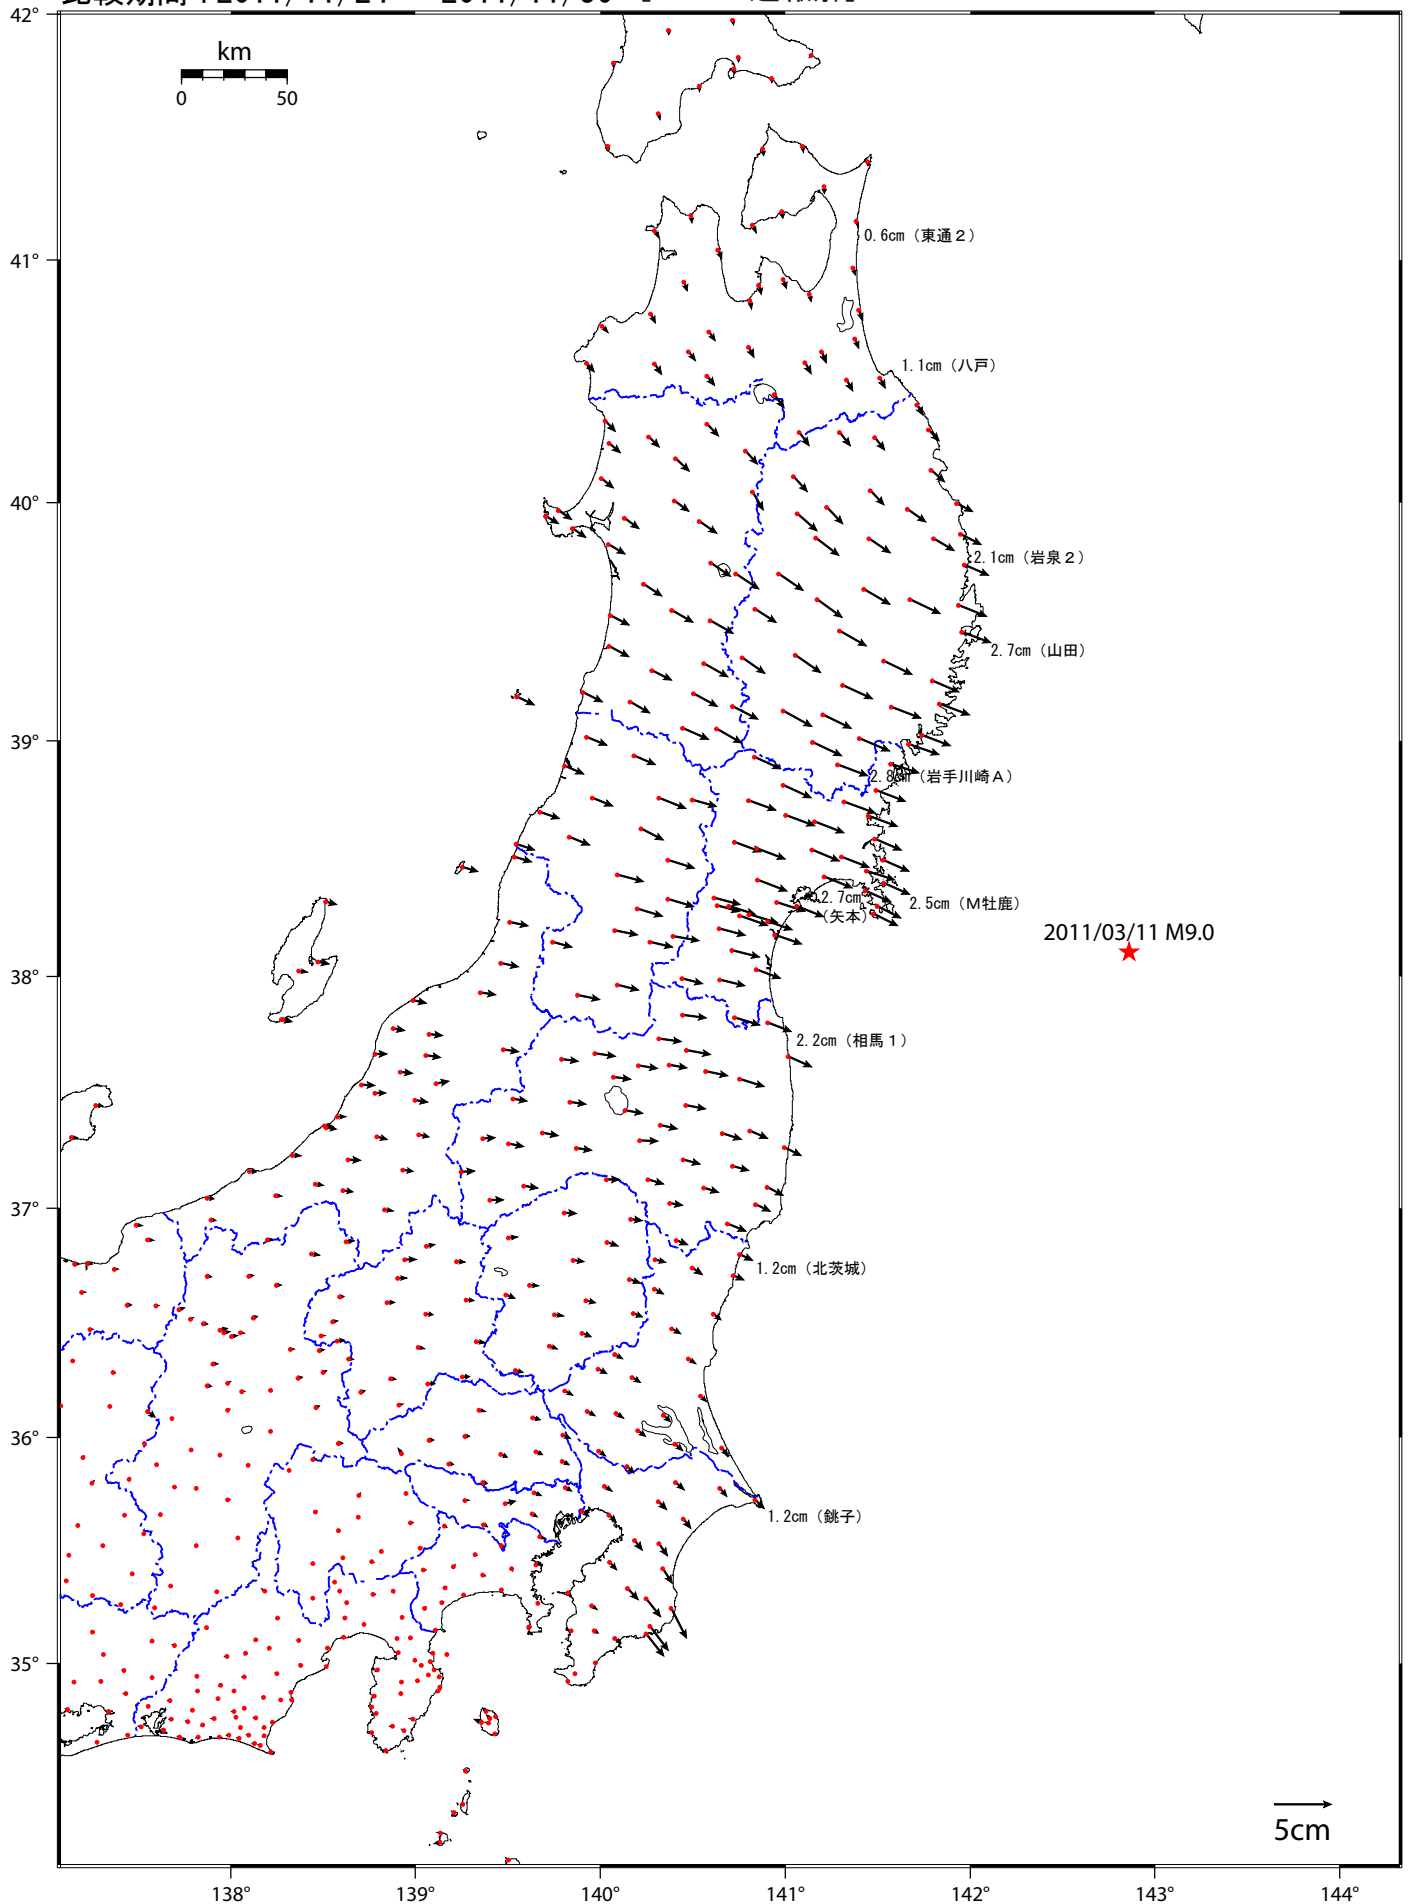 42°
km
0 50
41°
0.6cm（東通２）
1.1cm（八戸）
40°
2.1cm（岩泉２）
2.7cm（山田）
39°
2.8cm（岩手川崎Ａ）
2.7cm
（矢本）
2.5cm（Ｍ牡鹿）
2011/03/11 M9.0
38°
2.2cm（相馬１）
37°
1.2cm（北茨城）
36°
1.2cm（銚子）
35°
5cm
138° 139° 140° 141° 142° 143° 144°